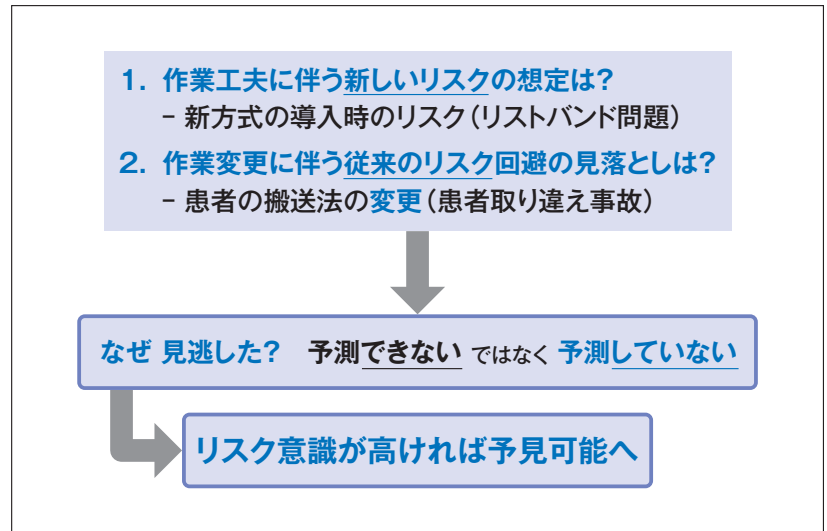 1. 作業工夫に伴う新しいリスクの想定は?
− 新方式の導入時のリスク(リストバンド問題)
2. 作業変更に伴う従来のリスク回避の見落としは?
− 患者の搬送法の変更(患者取り違え事故)
なぜ 見逃した? 予測できない ではなく 予測していない
リスク意識が高ければ予見可能へ